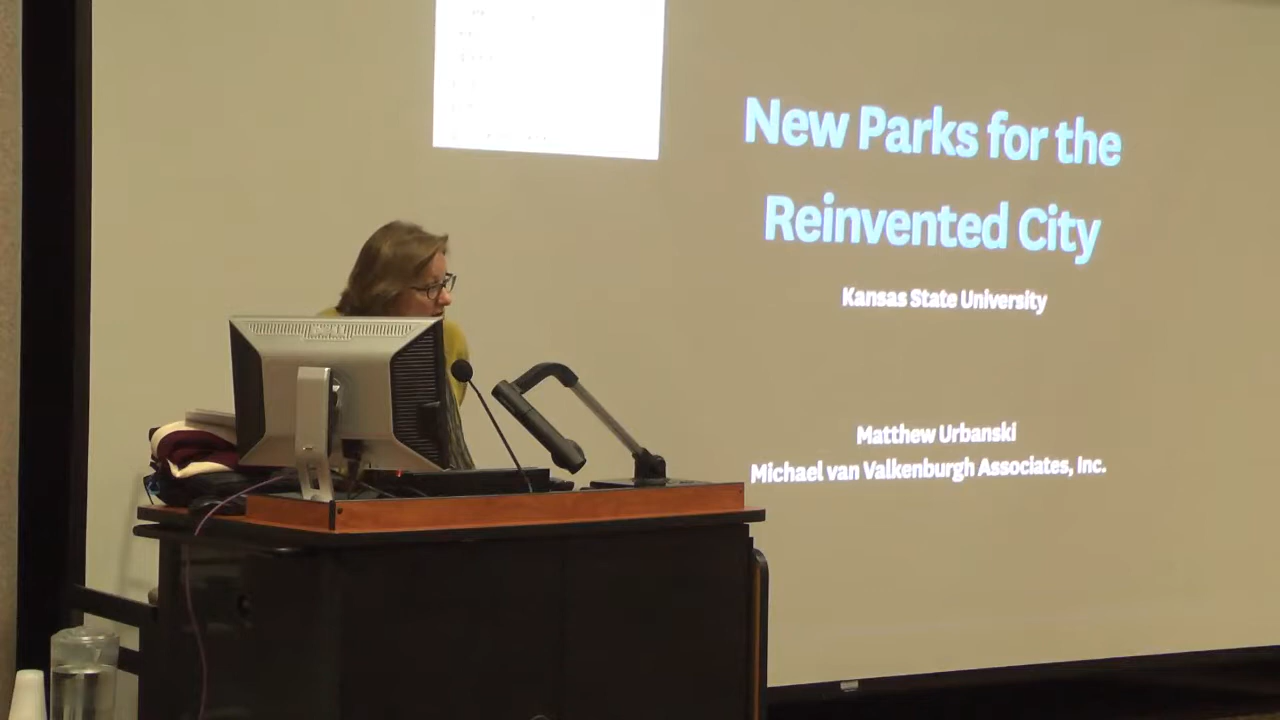 New Parks for the
Reinvented City
Kansas State University
Matthew Urbanski
Michael van Valkenburgh Associates, Inc.